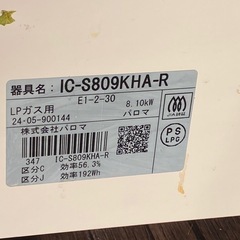 器具名： IC-S809KHA-R
EI-2-30
LPガス用 8.10kW
24-05-900144 パロマ
株式会社パロマ
PS
LPG
347 IC-S809KHA-R
区分C 効率56.3%
区分J 効率192Wh